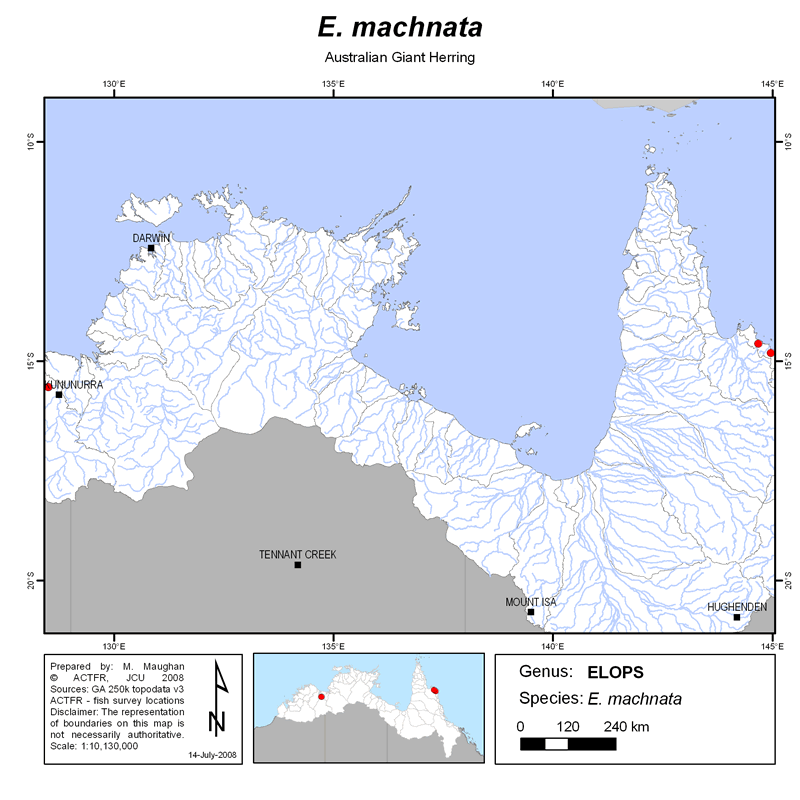 E. machnata
Australian Giant Herring
130°E 135°E 140°E 145°E
10°S 10°S
DARWIN
15°S 15°S
KUNUNURRA
TENNANT CREEK
20°S 20°S
MOUNT ISA
HUGHENDEN
130°E 135°E 140°E 145°E
Prepared by: M. Maughan
© ACTFR, JCU 2008
Sources: GA 250k topodata v3
ACTFR - fish survey locations
Disclaimer: The representation
of boundaries on this map is
not necessarily authoritative.
Scale: 1:10,130,000
N
14-July-2008
Genus: ELOPS
Species: E. machnata
0 120 240 km